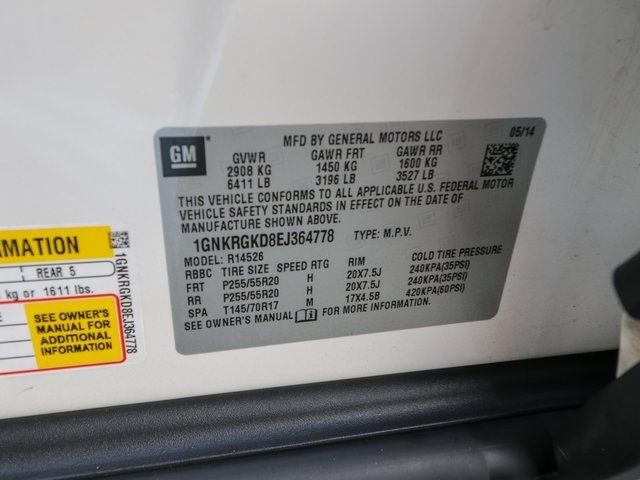 GM
MFD BY GENERAL MOTORS LLC 05/14
GVWR GAWR FRT GAWR RR
2908 KG 1450 KG 1600 KG
6411 LB 3196 LB 3527 LB
THIS VEHICLE CONFORMS TO ALL APPLICABLE U.S. FEDERAL MOTOR
VEHICLE SAFETY STANDARDS IN EFFECT ON THE DATE OF
MANUFACTURE SHOWN ABOVE.
1GNKRGKD8EJ364778 TYPE: M.P.V.
MODEL: R14526
RBBC TIRE SIZE SPEED RTG RIM COLD TIRE PRESSURE
FRT P255/55R20 H 20X7.5J 240KPA(35PSI)
RR P255/55R20 H 20X7.5J 240KPA(35PSI)
SPA T145/70R17 M 17X4.5B 420KPA(60PSI)
SEE OWNER'S MANUAL FOR MORE INFORMATION.
RMATION
REAR 5
kg or 1611 lbs.
SEE OWNER'S
MANUAL FOR
ADDITIONAL
INFORMATION
1GNKRGKD8EJ364778